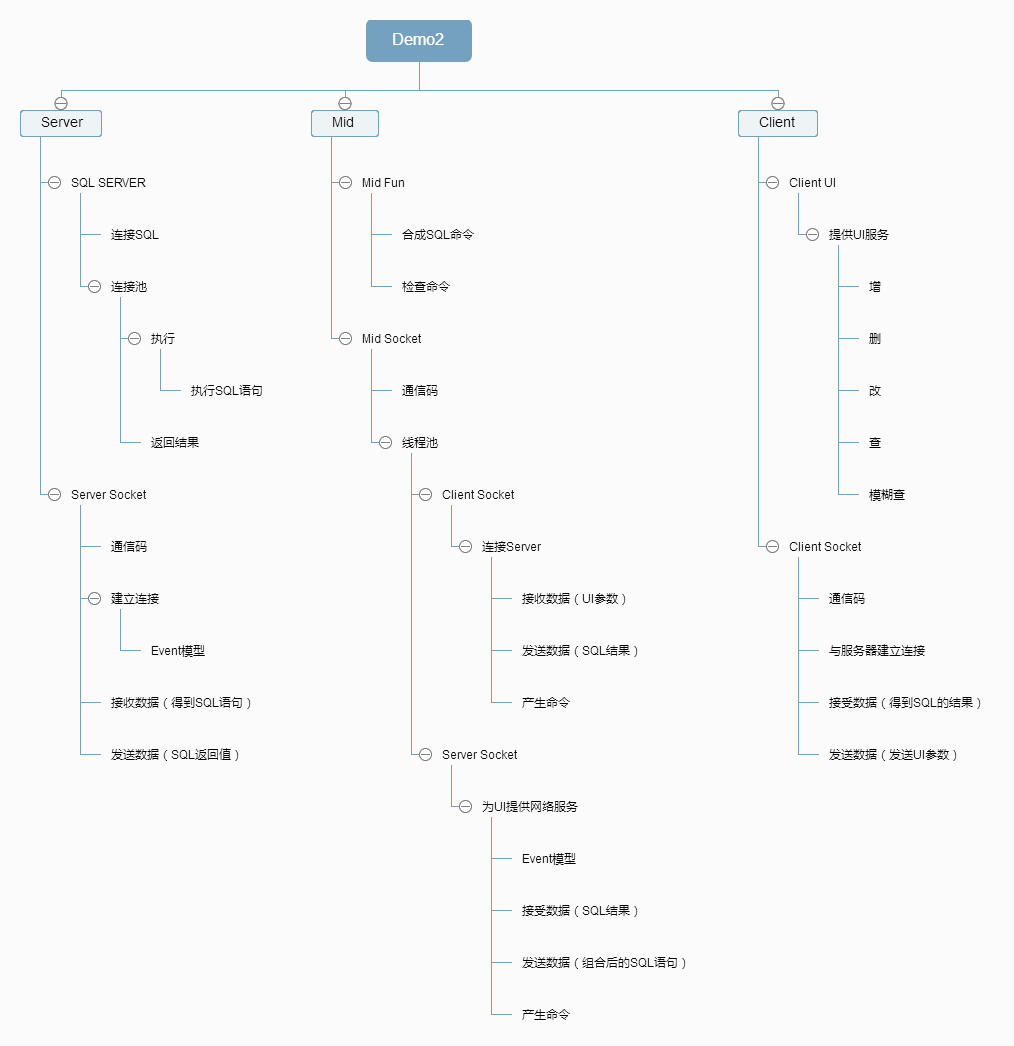 Demo2
Server
SQL SERVER
连接SQL
连接池
执行
执行SQL语句
返回结果
Server Socket
通信码
建立连接
Event模型
接收数据（得到SQL语句）
发送数据（SQL返回值）
Mid
Mid Fun
合成SQL命令
检查命令
Mid Socket
通信码
线程池
Client Socket
连接Server
接收数据（UI参数）
发送数据（SQL结果）
产生命令
Server Socket
为UI提供网络服务
Event模型
接受数据（SQL结果）
发送数据（组合后的SQL语句）
产生命令
Client
Client UI
提供UI服务
增
删
改
查
模糊查
Client Socket
通信码
与服务器建立连接
接受数据（得到SQL的结果）
发送数据（发送UI参数）